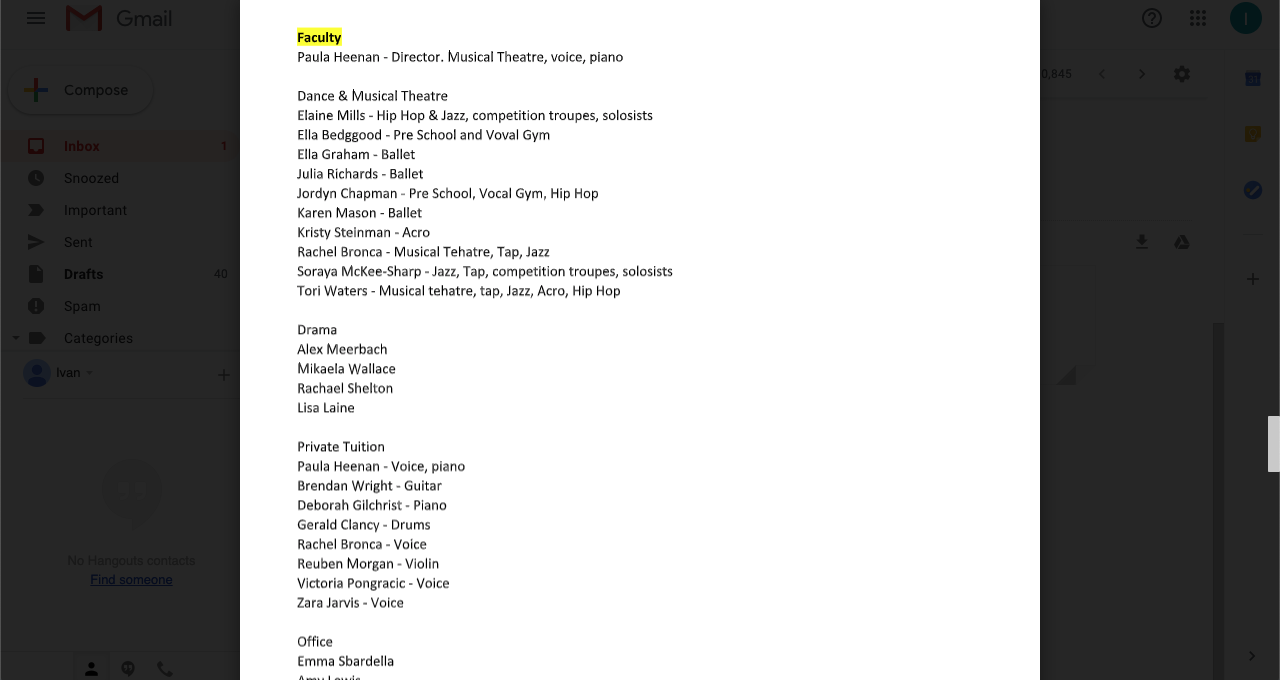 Gmail
Compose
Inbox 1
Snoozed
Important
Sent
Drafts 40
Spam
Categories
Ivan
No Hangouts contacts
Find someone
Faculty
Paula Heenan - Director. Musical Theatre, voice, piano
Dance & Musical Theatre
Elaine Mills - Hip Hop & Jazz, competition troupes, solosists
Ella Bedggood - Pre School and Voval Gym
Ella Graham - Ballet
Julia Richards - Ballet
Jordyn Chapman - Pre School, Vocal Gym, Hip Hop
Karen Mason - Ballet
Kristy Steinman - Acro
Rachel Bronca - Musical Tehatre, Tap, Jazz
Soraya McKee-Sharp - Jazz, Tap, competition troupes, solosists
Tori Waters - Musical tehatre, tap, Jazz, Acro, Hip Hop
Drama
Alex Meerbach
Mikaela Wallace
Rachael Shelton
Lisa Laine
Private Tuition
Paula Heenan - Voice, piano
Brendan Wright - Guitar
Deborah Gilchrist - Piano
Gerald Clancy - Drums
Rachel Bronca - Voice
Reuben Morgan - Violin
Victoria Pongracic - Voice
Zara Jarvis - Voice
Office
Emma Sbardella
Amy Lewis
0,845
I